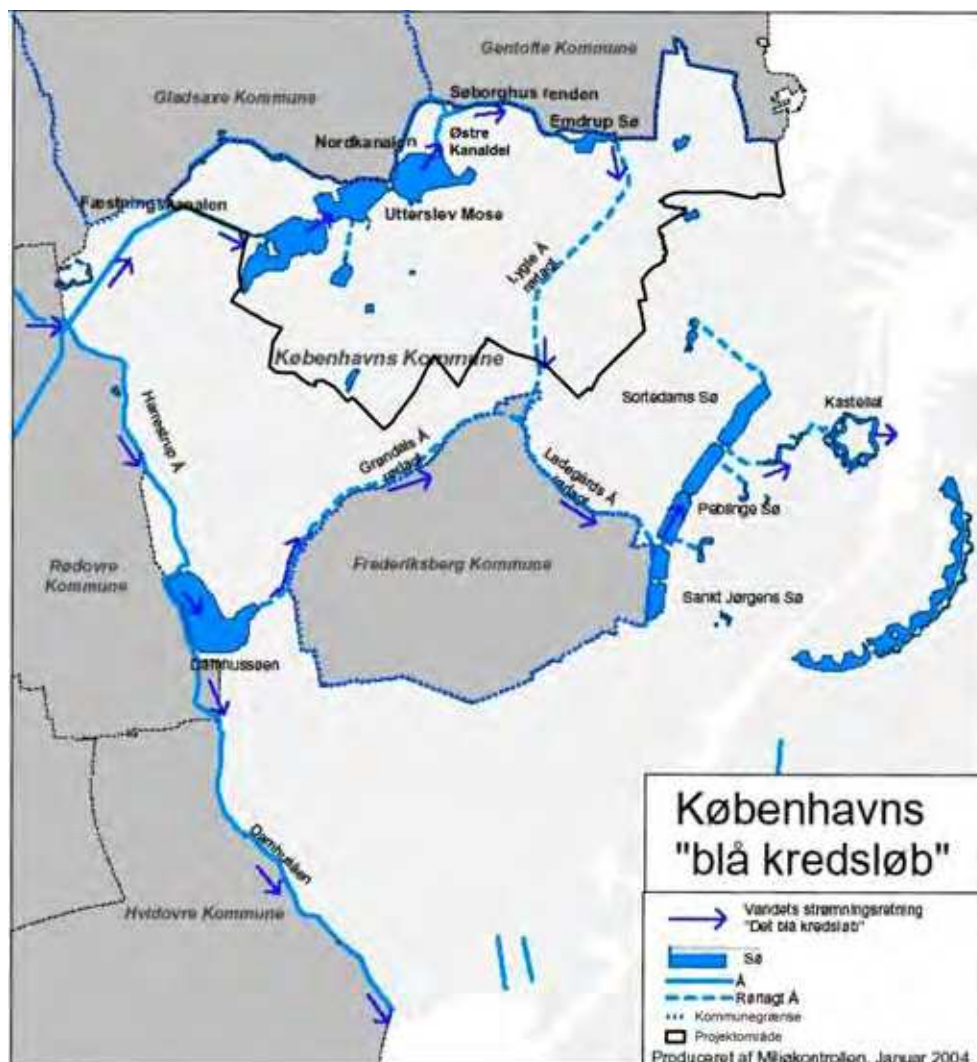 Gentofte Kommune
Gladsaxe Kommune
Søborghus renden
Emdrup Sø
Nordkanalen
Østre
Kanaldel
Fæstningskanalen
Utterslev Mose
Lygte Å
rørlagt
Københavns Kommune
Harrestrup Å
Sortedams Sø
Kastellet
Grøndals Å
rørlagt
Ladegårds Å
rørlagt
Peblinge Sø
Rødovre
Kommune
Frederiksberg Kommune
Sankt Jørgens Sø
Damhussøen
Damhusåen
Hvidovre Kommune
Københavns
"blå kredsløb"
Vandets strømningsretning
"Det blå kredsløb"
Sø
Å
Rørlagt Å
Kommunegrænse
Projektområde
Produceret af Miljøkontrollen, Januar 2004